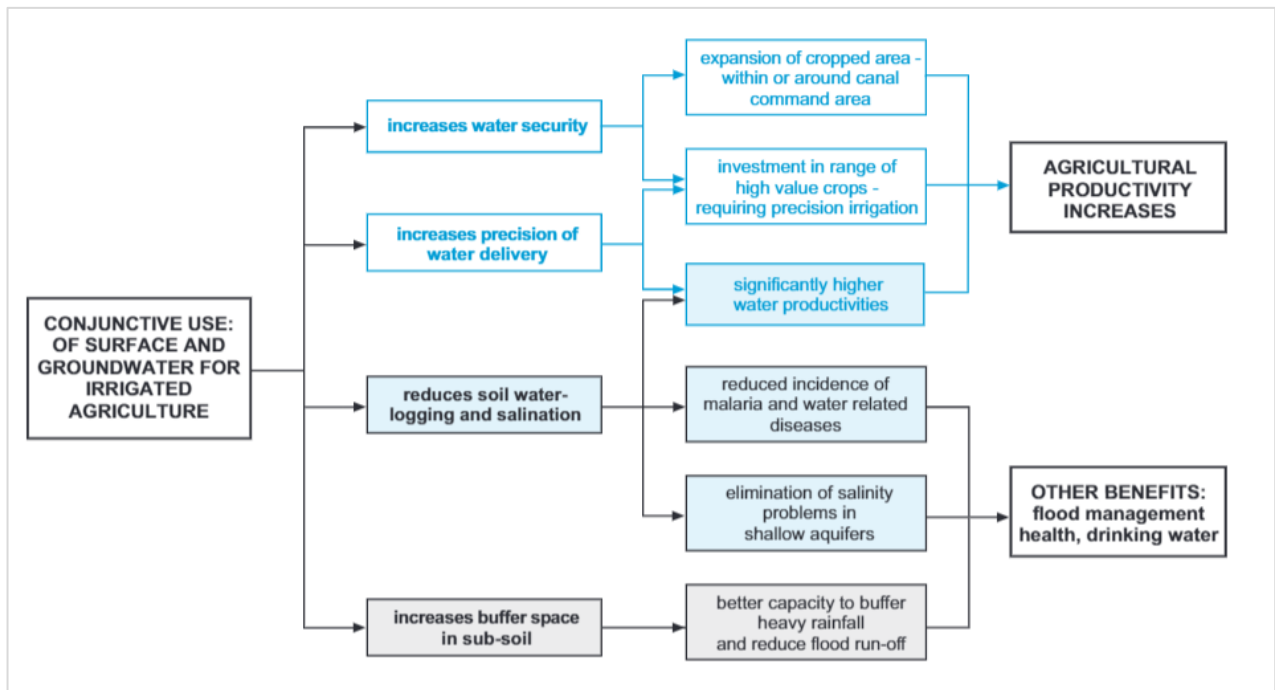 CONJUNCTIVE USE:
OF SURFACE AND
GROUNDWATER FOR
IRRIGATED
AGRICULTURE
increases water security
increases precision of
water delivery
reduces soil water-
logging and salination
increases buffer space
in sub-soil
expansion of cropped area -
within or around canal
command area
investment in range of
high value crops -
requiring precision irrigation
significantly higher
water productivities
reduced incidence of
malaria and water related
diseases
elimination of salinity
problems in
shallow aquifers
better capacity to buffer
heavy rainfall
and reduce flood run-off
AGRICULTURAL
PRODUCTIVITY
INCREASES
OTHER BENEFITS:
flood management
health, drinking water